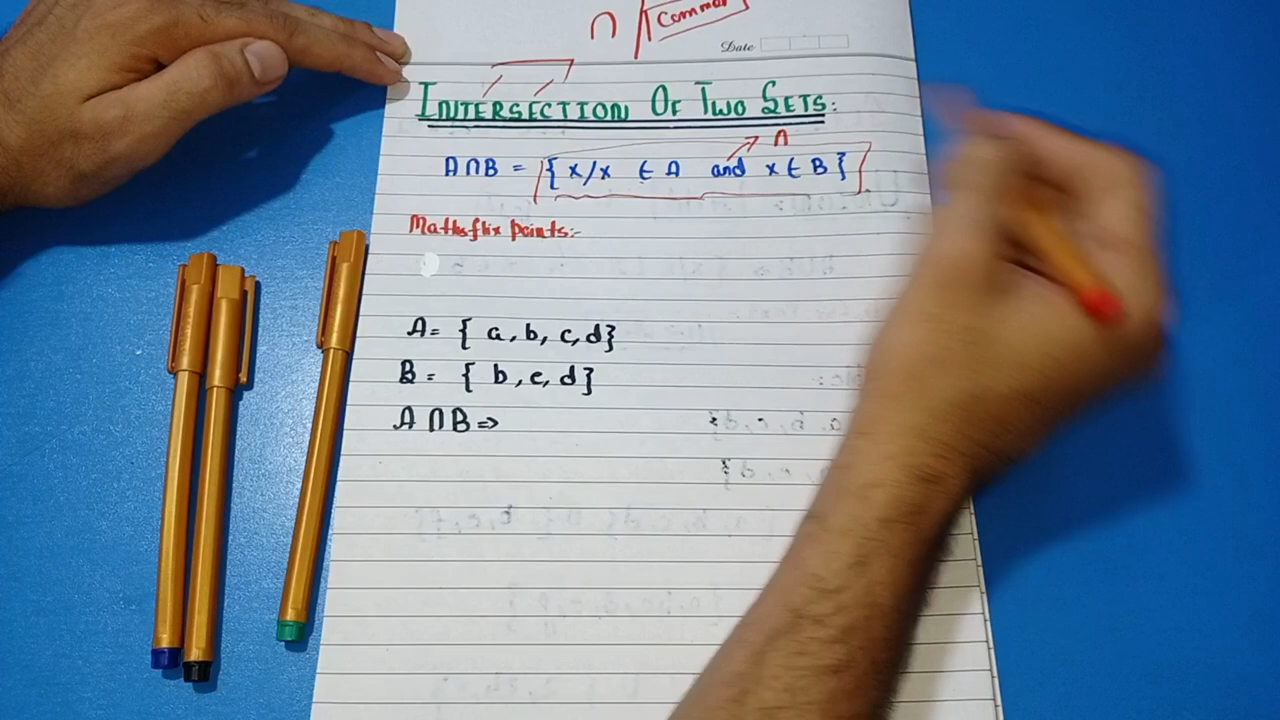 ∩ Common
Date
INTERSECTION OF TWO SETS:
∩
A∩B = { x/x ∈ A and x ∈ B }
Mathsflix points:-
A= { a, b, c, d}
B= { b, c, d}
A ∩ B ⇒